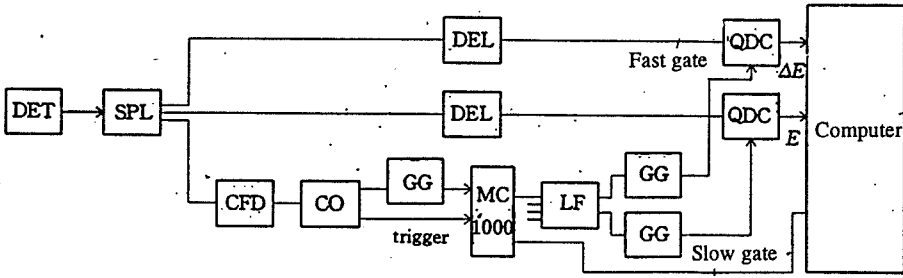 DEL
QDC
Fast gate
ΔE
DET
SPL
DEL
QDC
E
Computer
GG
MC
1000
GG
CFD
CO
LF
trigger
GG
Slow gate